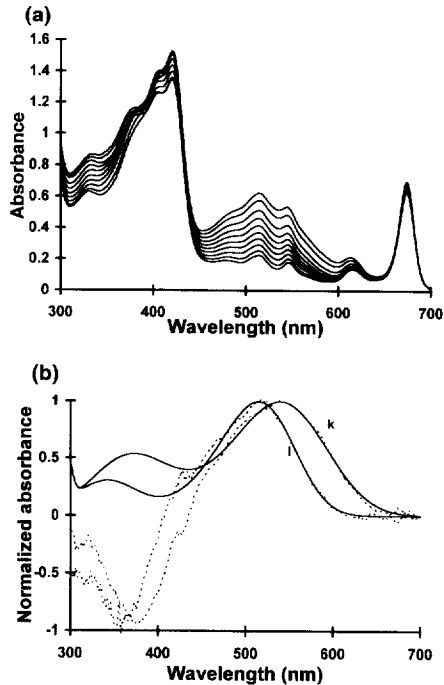 (a)
1.6
1.4
1.2
1
0.8
0.6
0.4
0.2
0
Absorbance
300 400 500 600 700
Wavelength (nm)
(b)
1
0.5
0
-0.5
-1
Normalized absorbance
k
l
300 400 500 600 700
Wavelength (nm)